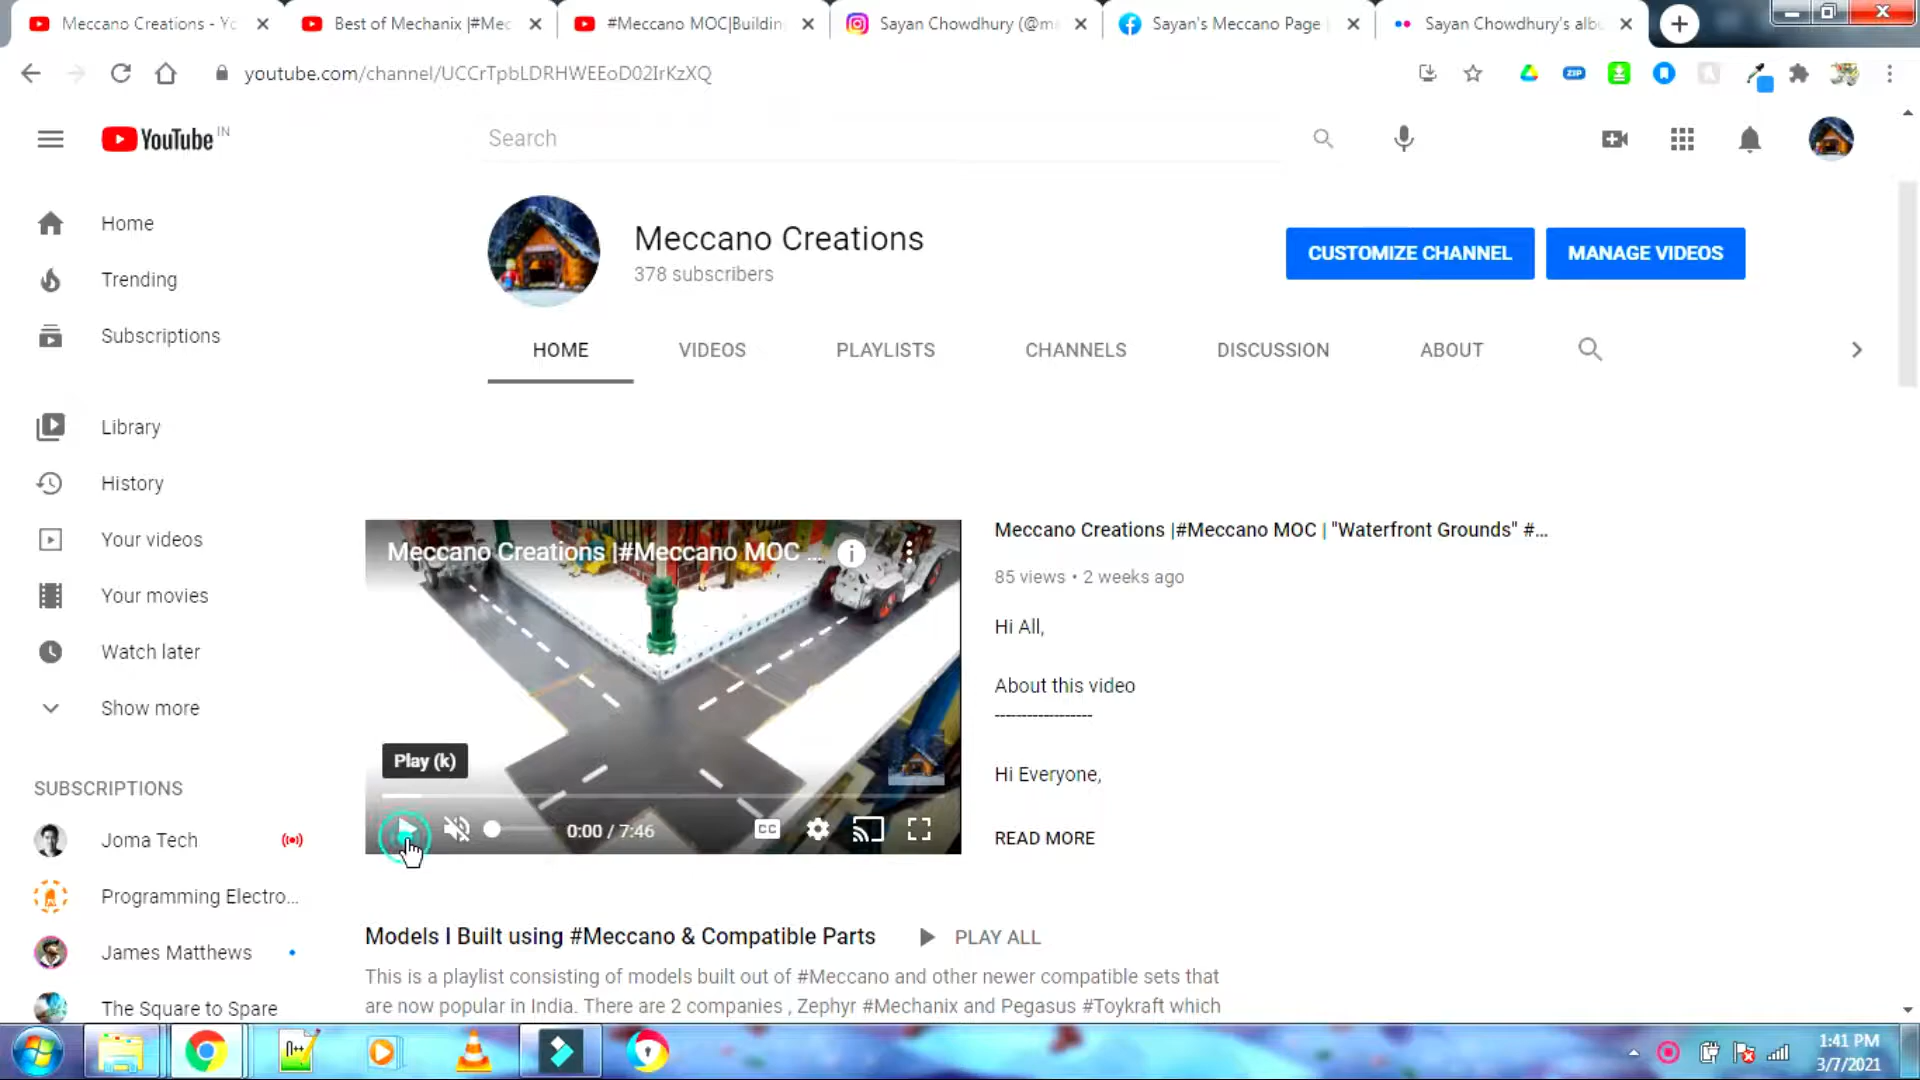 Meccano Creations - Yo
Best of Mechanix |#Mec
#Meccano MOC|Building
Sayan Chowdhury (@me
Sayan's Meccano Page |
Sayan Chowdhury's albu
youtube.com/channel/UCCrTpbLDRHWEEoD02IrKzXQ
ZIP
YouTube IN
Search
Home
Trending
Subscriptions
Library
History
Your videos
Your movies
Watch later
Show more
SUBSCRIPTIONS
Joma Tech
Programming Electro...
James Matthews
The Square to Spare
Meccano Creations
378 subscribers
CUSTOMIZE CHANNEL
MANAGE VIDEOS
HOME
VIDEOS
PLAYLISTS
CHANNELS
DISCUSSION
ABOUT
Meccano Creations |#Meccano MOC ...
Play (k)
0:00 / 7:46
CC
Meccano Creations |#Meccano MOC | "Waterfront Grounds" #...
85 views • 2 weeks ago
Hi All,
About this video
------------------
Hi Everyone,
READ MORE
Models I Built using #Meccano & Compatible Parts
PLAY ALL
This is a playlist consisting of models built out of #Meccano and other newer compatible sets that
are now popular in India. There are 2 companies , Zephyr #Mechanix and Pegasus #Toykraft which
1:41 PM
3/7/2021